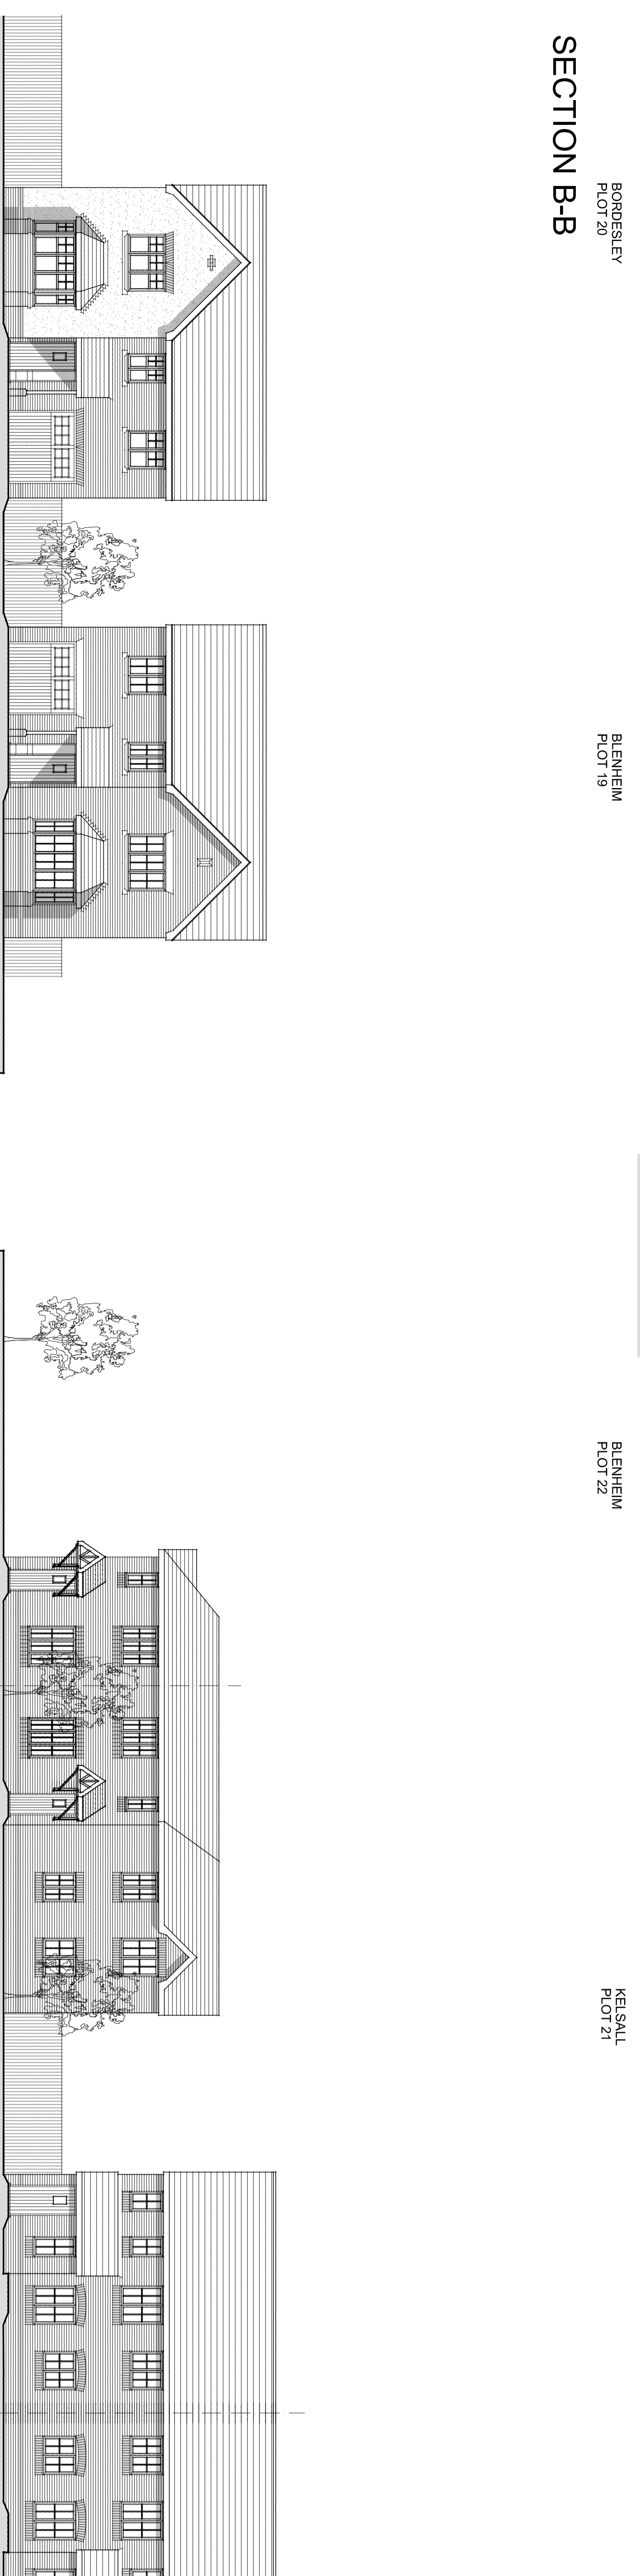 SECTION B-B
BORDESLEY
PLOT 20
BLENHEIM
PLOT 19
BLENHEIM
PLOT 22
KELSALL
PLOT 21